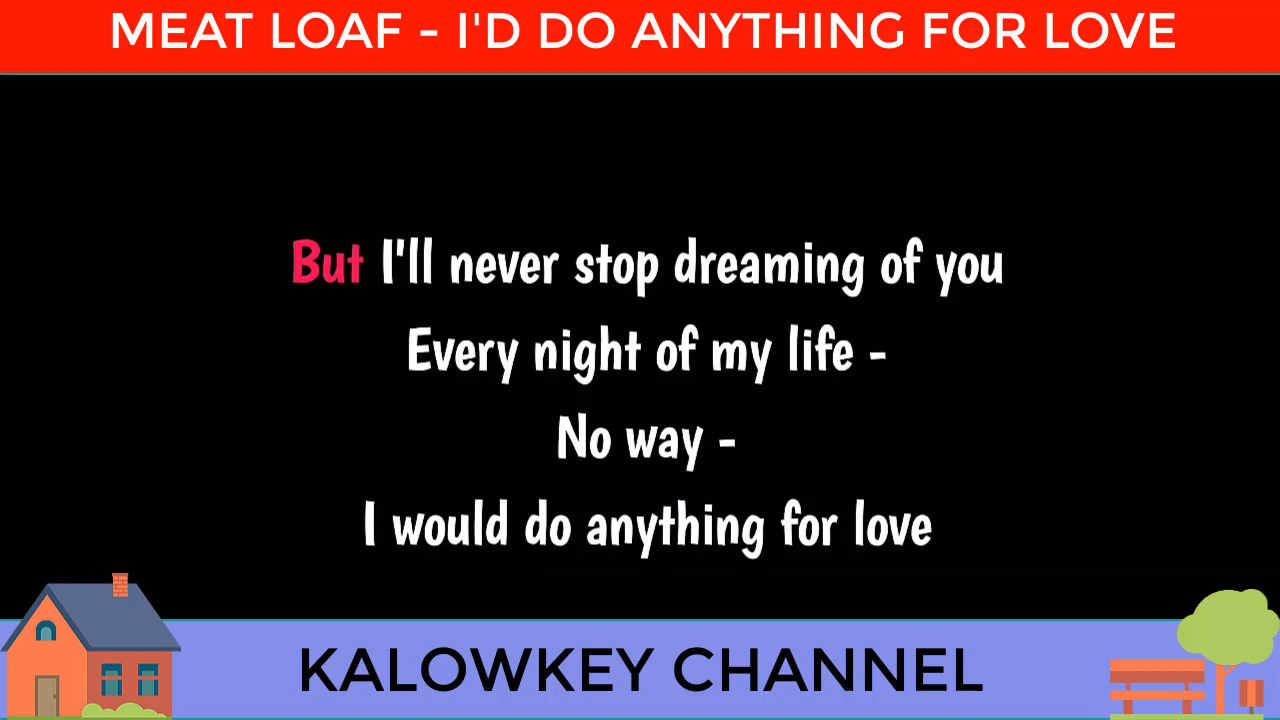 MEAT LOAF - I'D DO ANYTHING FOR LOVE
But I'll never stop dreaming of you
Every night of my life -
No way -
I would do anything for love
KALOWKEY CHANNEL